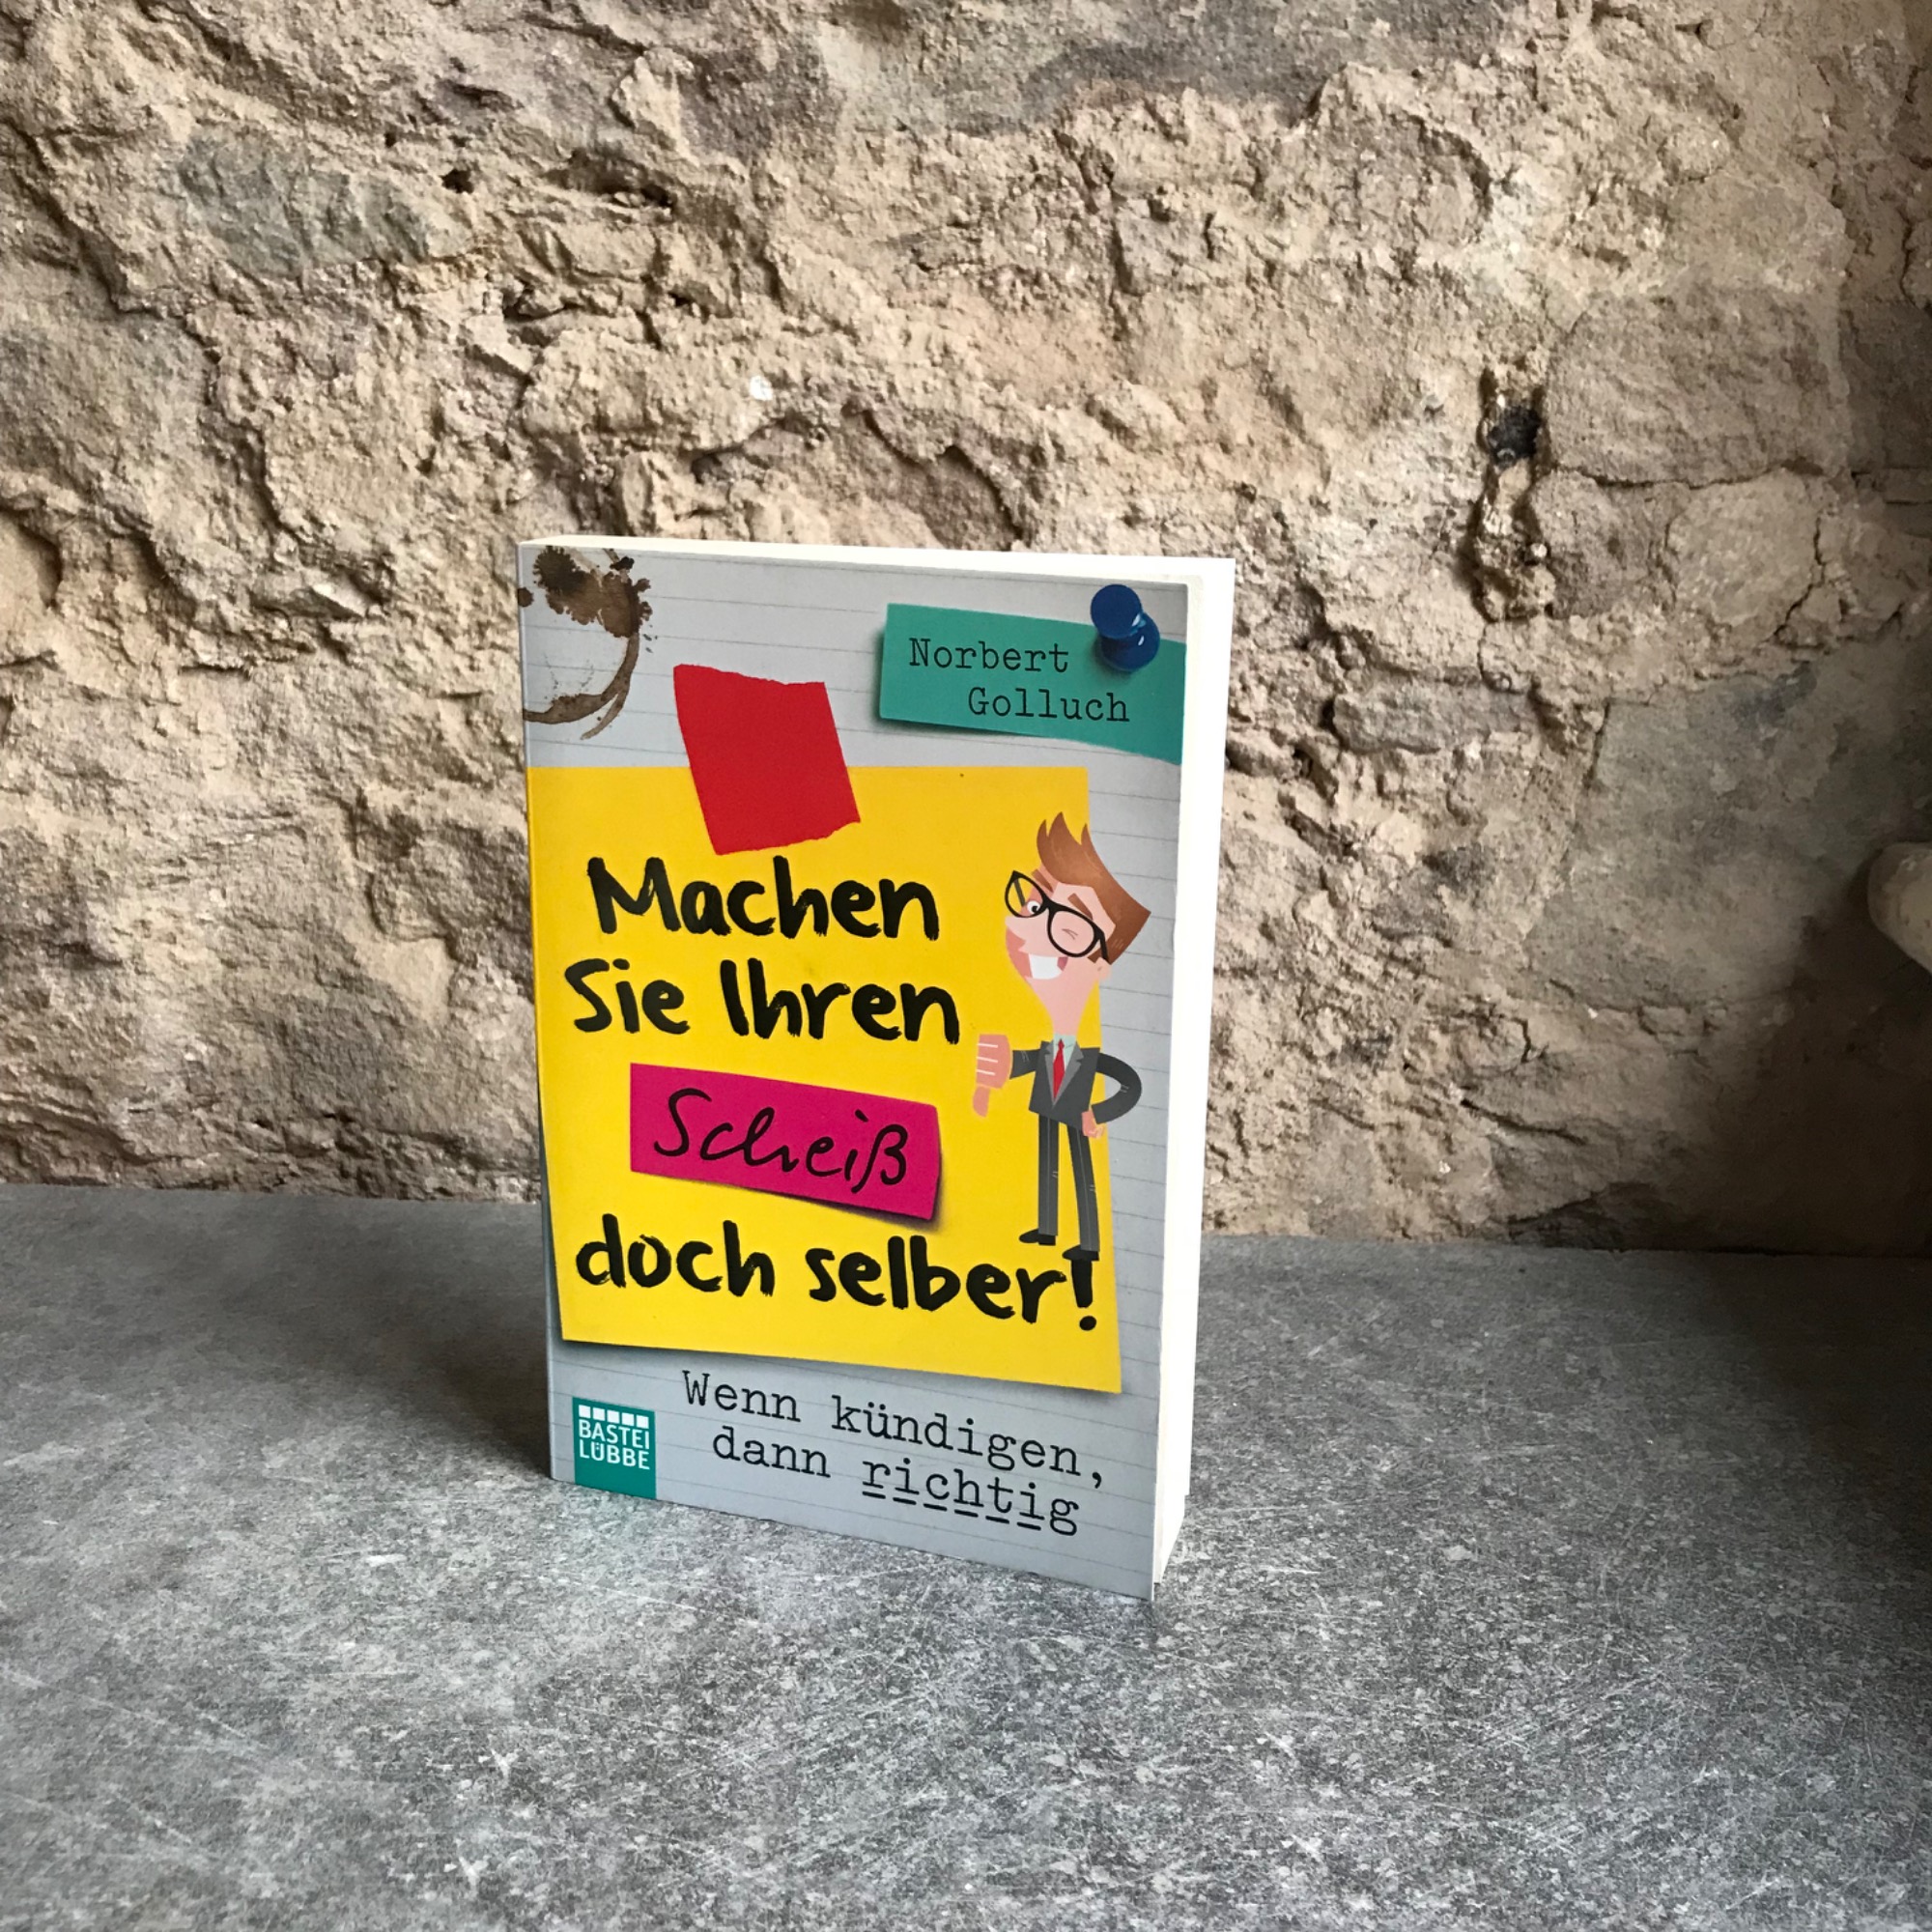 Norbert
Golluch
Machen
Sie Ihren
Scheiß
doch selber!
Wenn kündigen,
dann richtig
BASTEI
LÜBBE